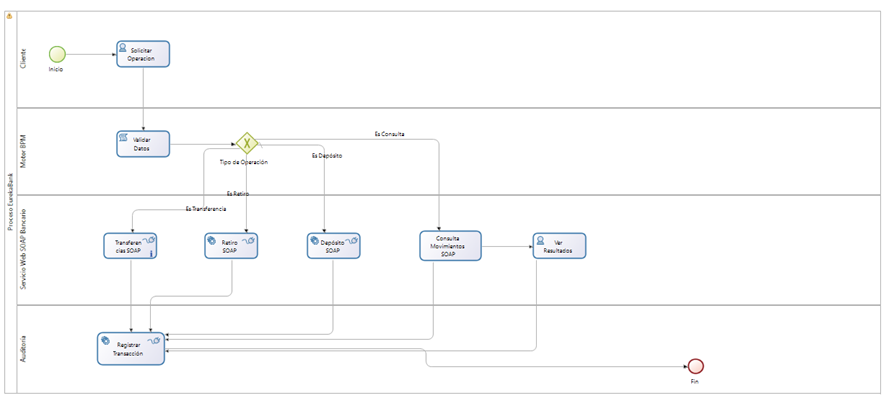 Proceso EurekaBank
Cliente
Inicio
Solicitar
Operacion
Motor BPM
Validar
Datos
Tipo de Operación
Es Consulta
Es Depósito
Es Retiro
Es Transferencia
Servicio Web SOAP Bancario
Transferen
cias SOAP
Retiro
SOAP
Depósito
SOAP
Consulta
Movimientos
SOAP
Ver
Resultados
Auditoria
Registrar
Transacción
Fin